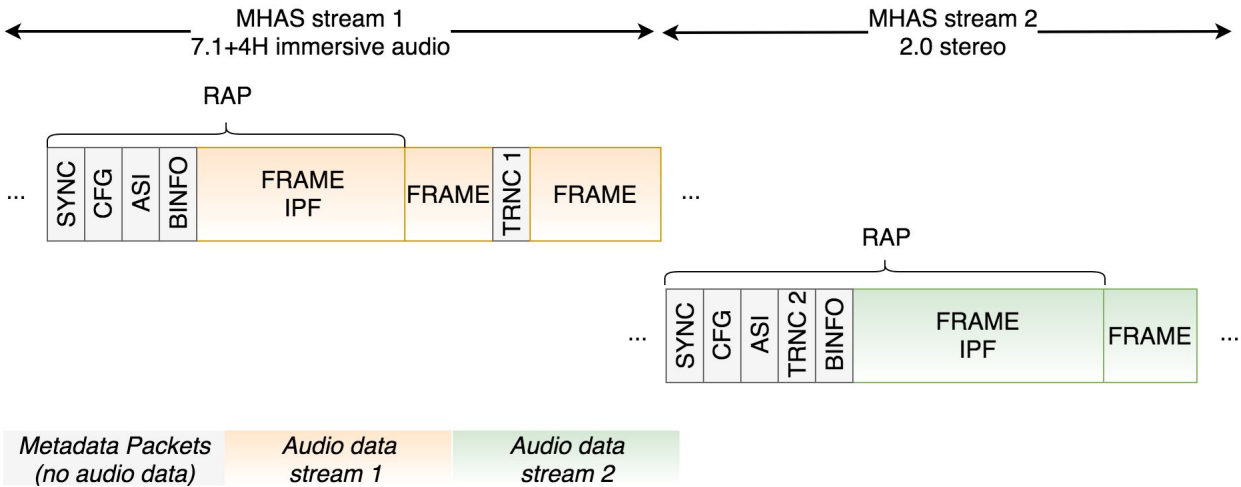 MHAS stream 1
7.1+4H immersive audio
MHAS stream 2
2.0 stereo
RAP
... SYNC CFG ASI BINFO FRAME IPF FRAME TRNC 1 FRAME ...
RAP
... SYNC CFG ASI TRNC 2 BINFO FRAME IPF FRAME ...
Metadata Packets
(no audio data)
Audio data
stream 1
Audio data
stream 2